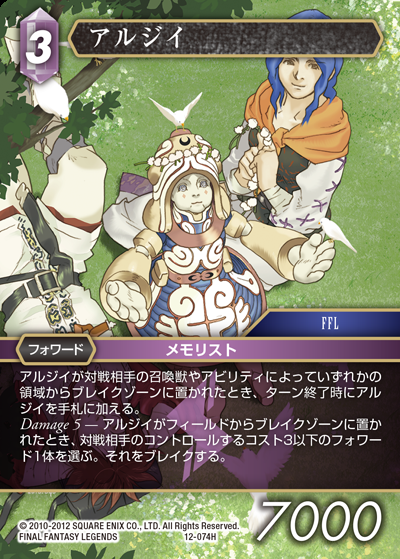 3
アルジイ
FFL
フォワード
メモリスト
アルジイが対戦相手の召喚獣やアビリティによっていずれかの
領域からブレイクゾーンに置かれたとき、ターン終了時にアル
ジイを手札に加える。
Damage 5 — アルジイがフィールドからブレイクゾーンに置か
れたとき、対戦相手のコントロールするコスト3以下のフォワー
ド1体を選ぶ。それをブレイクする。
© 2010-2012 SQUARE ENIX CO., LTD. All Rights Reserved.
FINAL FANTASY LEGENDS
12-074H
7000